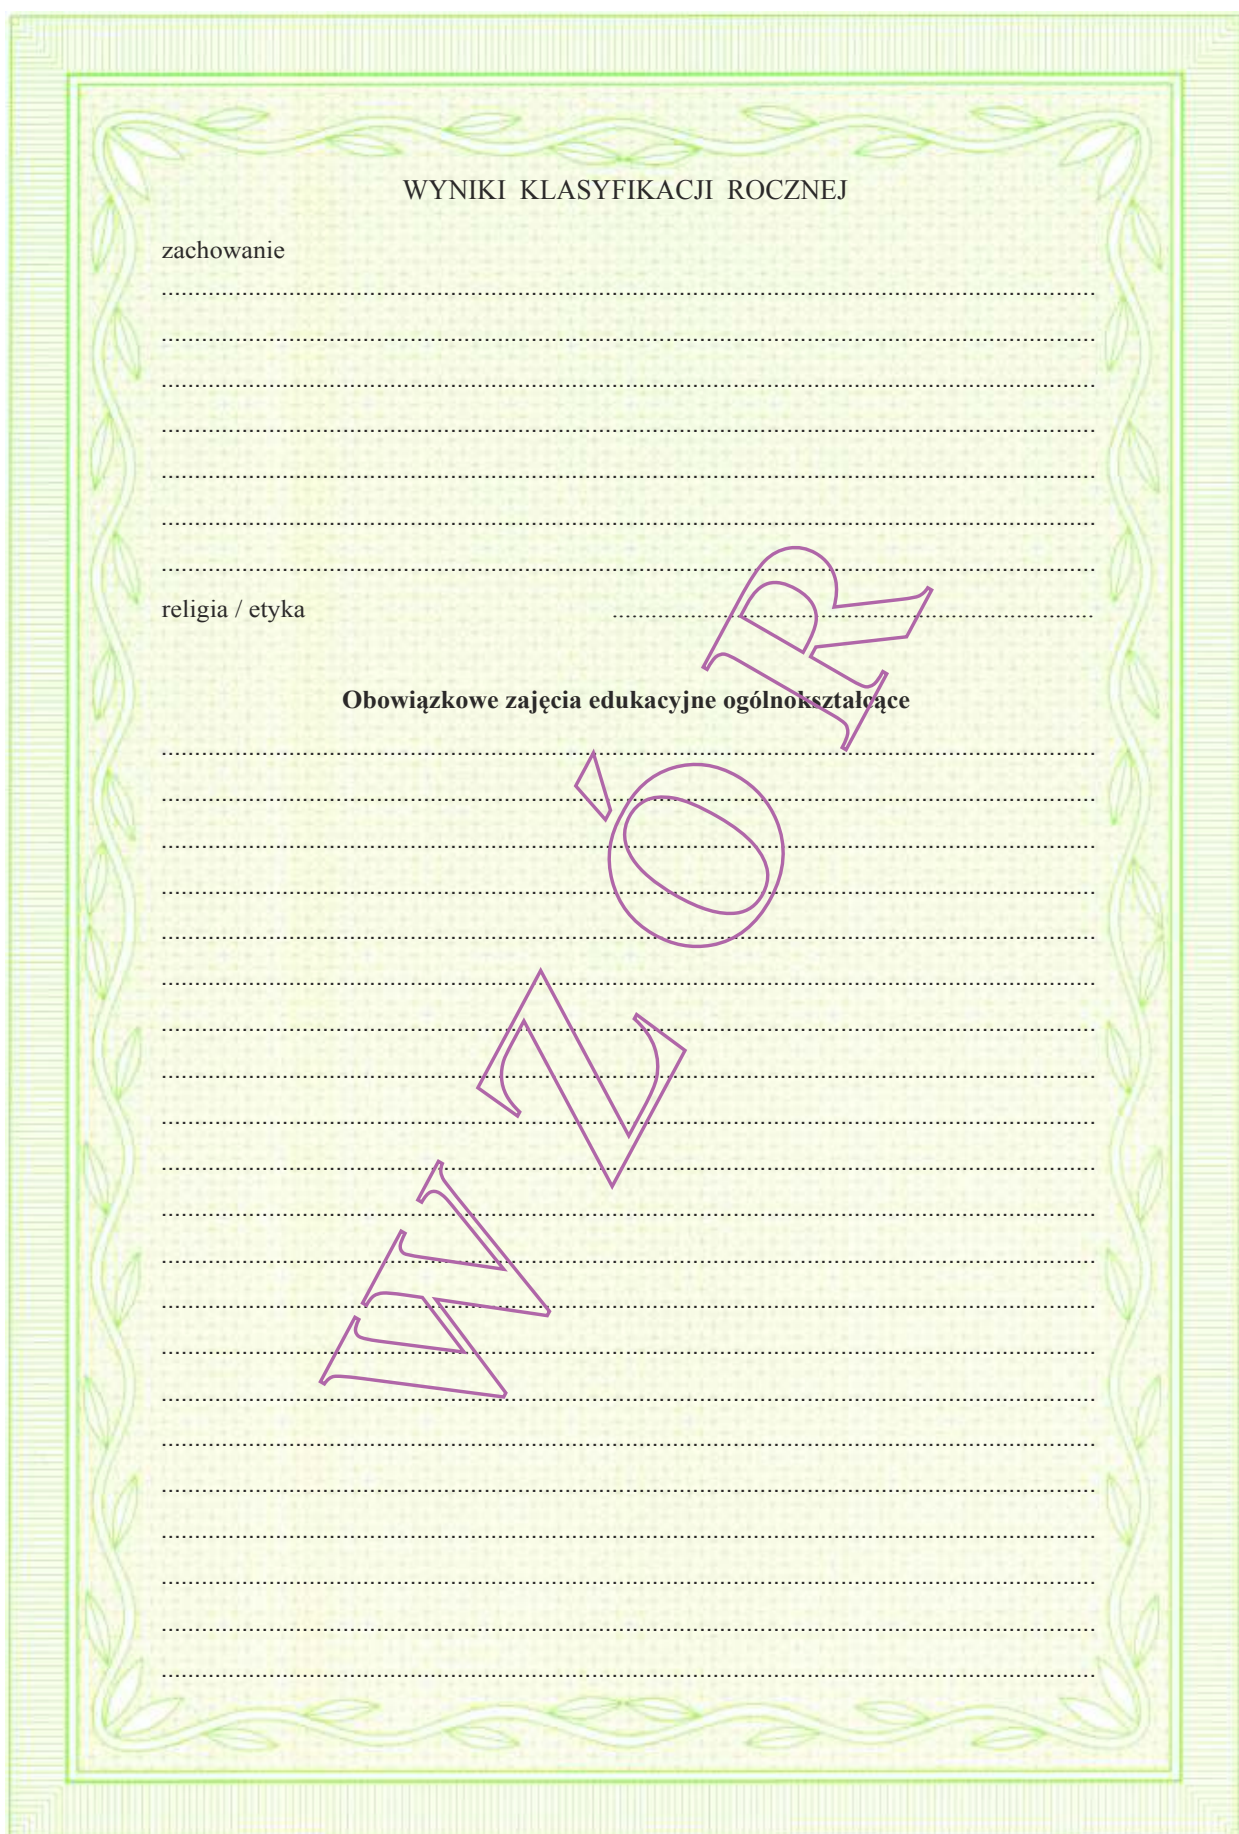 WYNIKI KLASYFIKACJI ROCZNEJ
zachowanie
religia / etyka
Obowiązkowe zajęcia edukacyjne ogólnokształcące
WZÓR